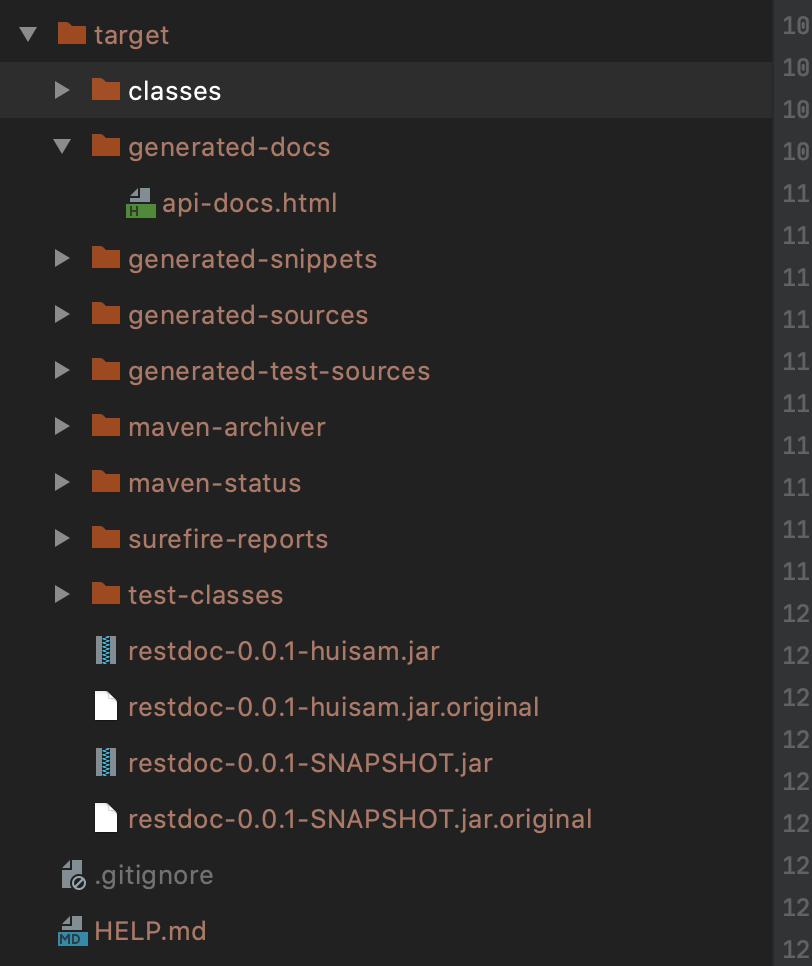 target
classes
generated-docs
H api-docs.html
generated-snippets
generated-sources
generated-test-sources
maven-archiver
maven-status
surefire-reports
test-classes
restdoc-0.0.1-huisam.jar
restdoc-0.0.1-huisam.jar.original
restdoc-0.0.1-SNAPSHOT.jar
restdoc-0.0.1-SNAPSHOT.jar.original
.gitignore
MD HELP.md
10
10
10
10
11
11
11
11
11
11
11
11
11
11
12
12
12
12
12
12
12
12
12